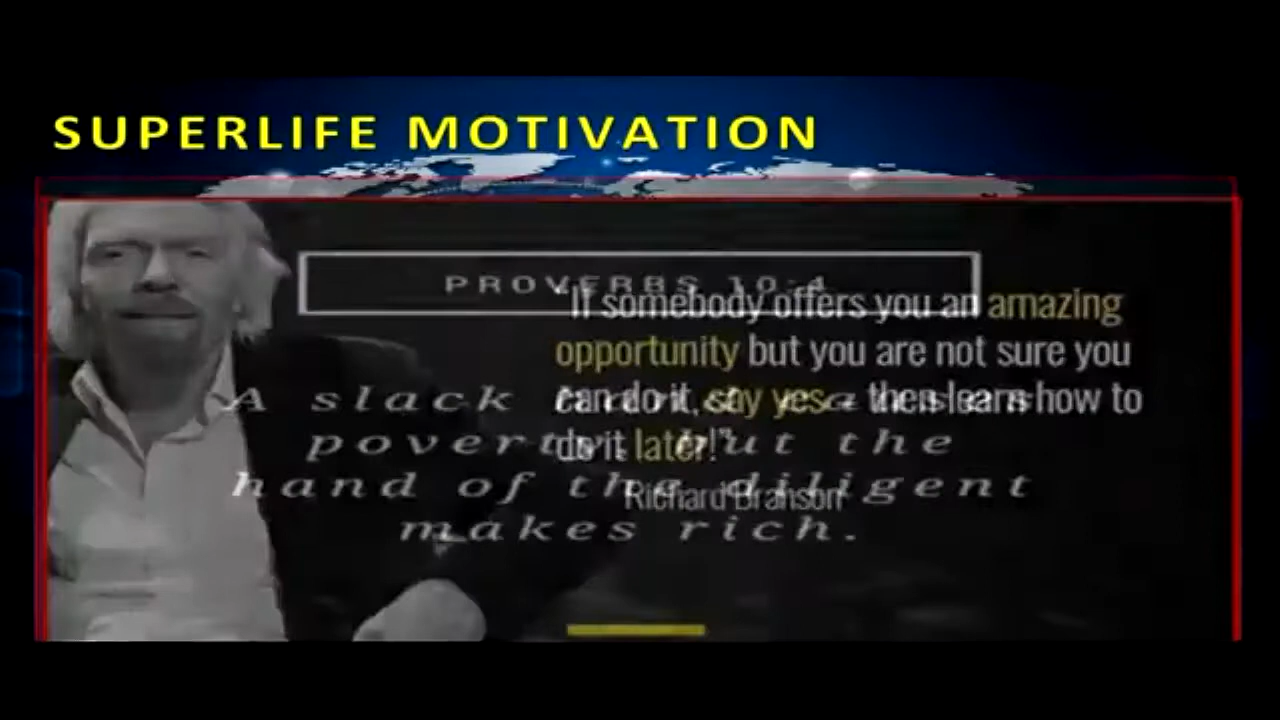 SUPERLIFE MOTIVATION
PROVERBS 10:4
"If somebody offers you an amazing
opportunity but you are not sure you
can do it, say yes - then learn how to
do it later!"
Richard Branson
A slack
poverty but the
hand of the diligent
makes rich.